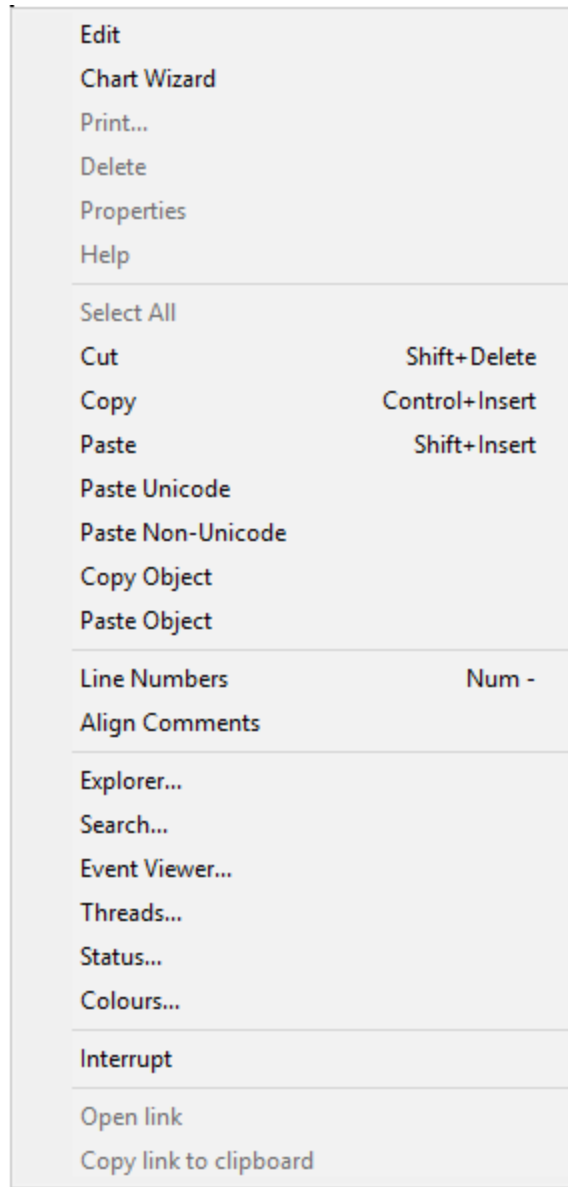 Edit
Chart Wizard
Print...
Delete
Properties
Help
Select All
Cut Shift+Delete
Copy Control+Insert
Paste Shift+Insert
Paste Unicode
Paste Non-Unicode
Copy Object
Paste Object
Line Numbers Num -
Align Comments
Explorer...
Search...
Event Viewer...
Threads...
Status...
Colours...
Interrupt
Open link
Copy link to clipboard